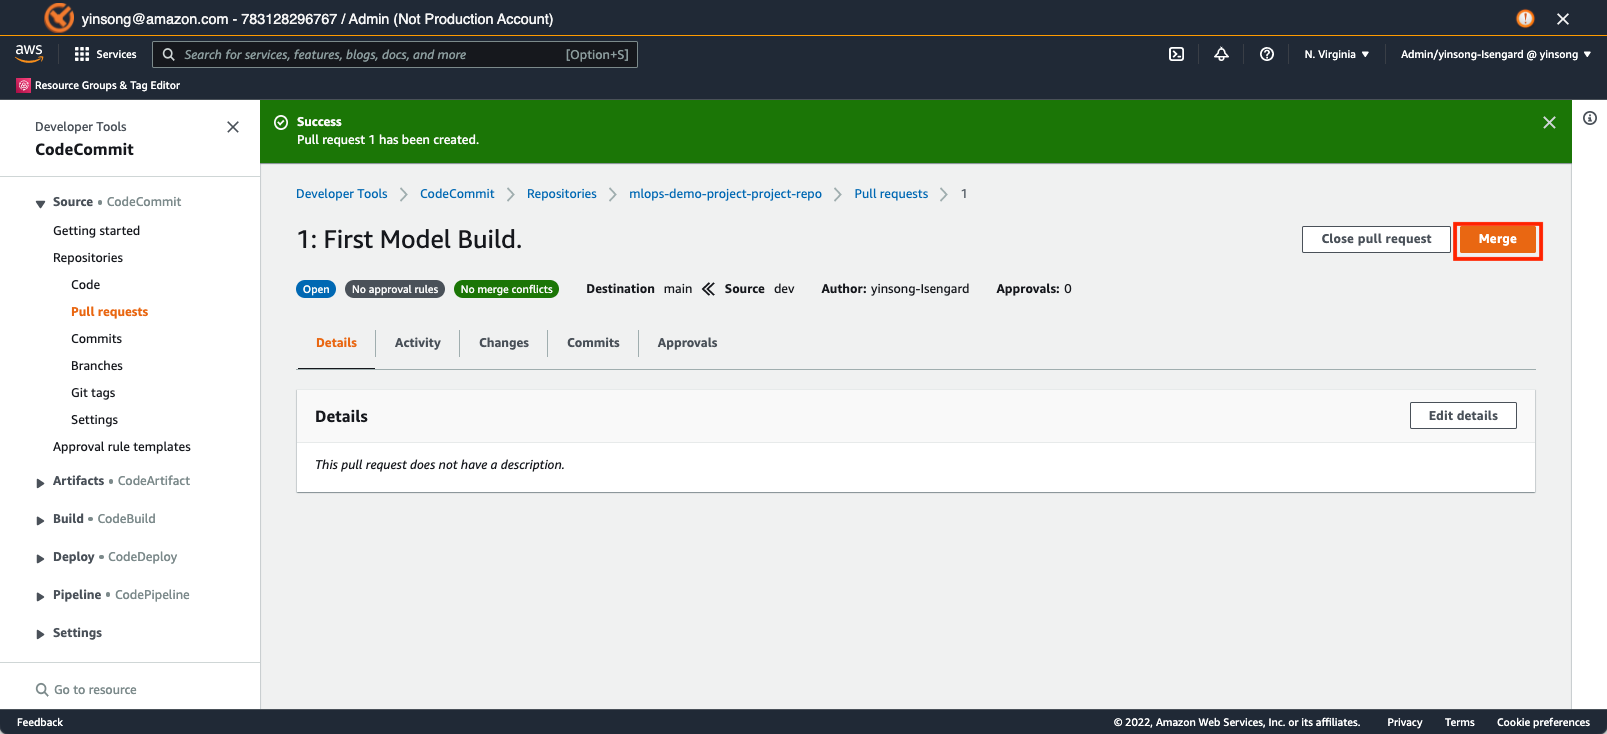 yinsong@amazon.com - 783128296767 / Admin (Not Production Account)
aws
Services
Search for services, features, blogs, docs, and more
[Option+S]
N. Virginia
Admin/yinsong-Isengard @ yinsong
Resource Groups & Tag Editor
Developer Tools
CodeCommit
Source • CodeCommit
Getting started
Repositories
Code
Pull requests
Commits
Branches
Git tags
Settings
Approval rule templates
Artifacts • CodeArtifact
Build • CodeBuild
Deploy • CodeDeploy
Pipeline • CodePipeline
Settings
Go to resource
Success
Pull request 1 has been created.
Developer Tools
CodeCommit
Repositories
mlops-demo-project-project-repo
Pull requests
1
1: First Model Build.
Close pull request
Merge
Open
No approval rules
No merge conflicts
Destination main
Source dev
Author: yinsong-Isengard
Approvals: 0
Details
Activity
Changes
Commits
Approvals
Details
Edit details
This pull request does not have a description.
Feedback
© 2022, Amazon Web Services, Inc. or its affiliates.
Privacy
Terms
Cookie preferences